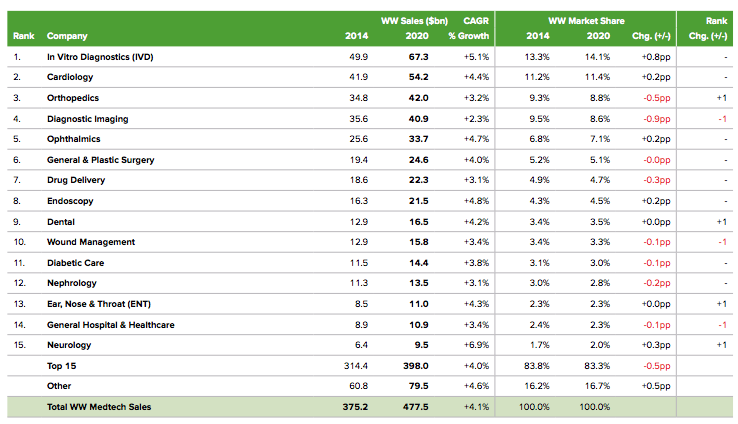 WW Sales ($bn) CAGR WW Market Share Rank
Rank Company 2014 2020 % Growth 2014 2020 Chg. (+/-) Chg. (+/-)
1. In Vitro Diagnostics (IVD) 49.9 67.3 +5.1% 13.3% 14.1% +0.8pp -
2. Cardiology 41.9 54.2 +4.4% 11.2% 11.4% +0.2pp -
3. Orthopedics 34.8 42.0 +3.2% 9.3% 8.8% -0.5pp +1
4. Diagnostic Imaging 35.6 40.9 +2.3% 9.5% 8.6% -0.9pp -1
5. Ophthalmics 25.6 33.7 +4.7% 6.8% 7.1% +0.2pp -
6. General & Plastic Surgery 19.4 24.6 +4.0% 5.2% 5.1% -0.0pp -
7. Drug Delivery 18.6 22.3 +3.1% 4.9% 4.7% -0.3pp -
8. Endoscopy 16.3 21.5 +4.8% 4.3% 4.5% +0.2pp -
9. Dental 12.9 16.5 +4.2% 3.4% 3.5% +0.0pp +1
10. Wound Management 12.9 15.8 +3.4% 3.4% 3.3% -0.1pp -1
11. Diabetic Care 11.5 14.4 +3.8% 3.1% 3.0% -0.1pp -
12. Nephrology 11.3 13.5 +3.1% 3.0% 2.8% -0.2pp -
13. Ear, Nose & Throat (ENT) 8.5 11.0 +4.3% 2.3% 2.3% +0.0pp +1
14. General Hospital & Healthcare 8.9 10.9 +3.4% 2.4% 2.3% -0.1pp -1
15. Neurology 6.4 9.5 +6.9% 1.7% 2.0% +0.3pp +1
Top 15 314.4 398.0 +4.0% 83.8% 83.3% -0.5pp
Other 60.8 79.5 +4.6% 16.2% 16.7% +0.5pp
Total WW Medtech Sales 375.2 477.5 +4.1% 100.0% 100.0%